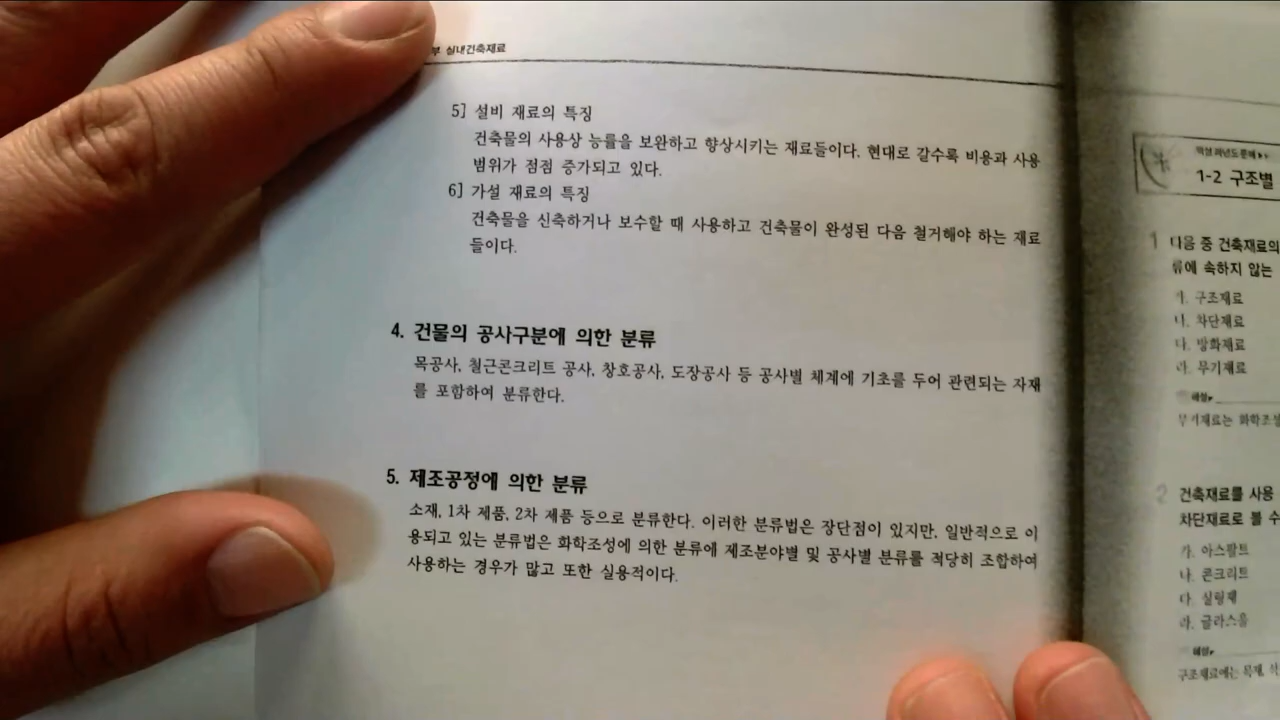 부 실내건축재료
5] 설비 재료의 특징
건축물의 사용상 능률을 보완하고 향상시키는 재료들이다. 현대로 갈수록 비용과 사용
범위가 점점 증가되고 있다.
6] 가설 재료의 특징
건축물을 신축하거나 보수할 때 사용하고 건축물이 완성된 다음 철거해야 하는 재료
들이다.
4. 건물의 공사구분에 의한 분류
목공사, 철근콘크리트 공사, 창호공사, 도장공사 등 공사별 체계에 기초를 두어 관련되는 자재
를 포함하여 분류한다.
5. 제조공정에 의한 분류
소재, 1차 제품, 2차 제품 등으로 분류한다. 이러한 분류법은 장단점이 있지만, 일반적으로 이
용되고 있는 분류법은 화학조성에 의한 분류에 제조분야별 및 공사별 분류를 적당히 조합하여
사용하는 경우가 많고 또한 실용적이다.
1-2 구조별
1 다음 중 건축재료의
류에 속하지 않는
가. 구조재료
나. 차단재료
다. 방화재료
라. 무기재료
해설
무기재료는 화학조성
2 건축재료를 사용
차단재료로 볼 수
가. 아스팔트
나. 콘크리트
다. 실링재
라. 글라스울
해설
구조재료에는 목재, 석